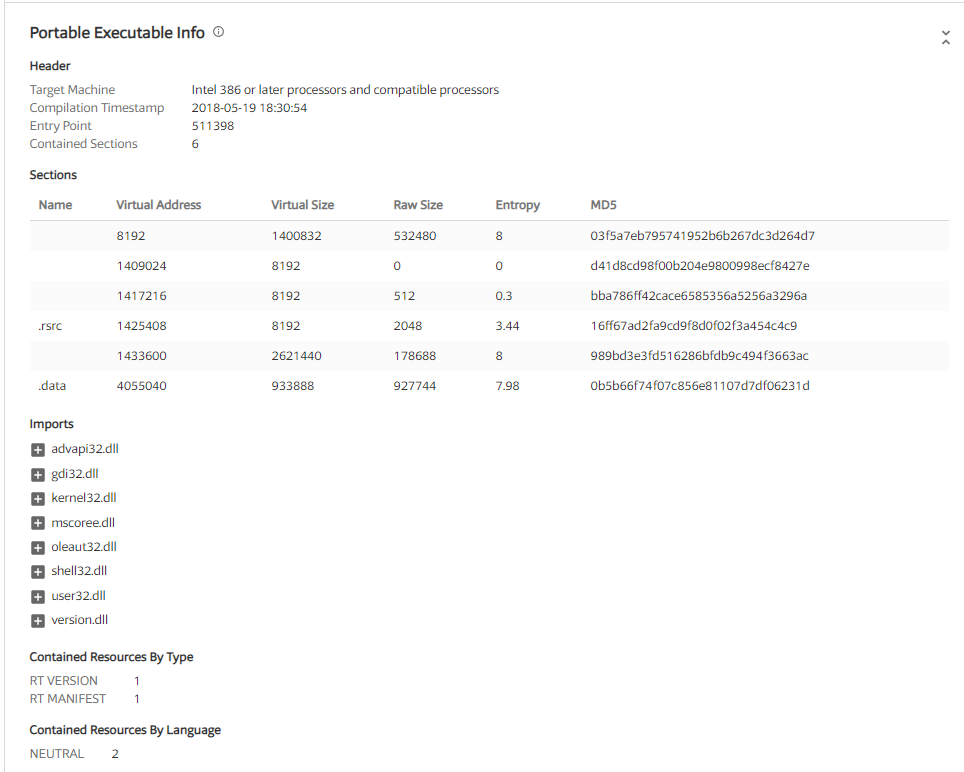 Portable Executable Info
Header
Target Machine Intel 386 or later processors and compatible processors
Compilation Timestamp 2018-05-19 18:30:54
Entry Point 511398
Contained Sections 6
Sections
Name Virtual Address Virtual Size Raw Size Entropy MD5
8192 1400832 532480 8 03f5a7eb795741952b6b267dc3d264d7
1409024 8192 0 0 d41d8cd98f00b204e9800998ecf8427e
1417216 8192 512 0.3 bba786ff42cace6585356a5256a3296a
.rsrc 1425408 8192 2048 3.44 16ff67ad2fa9cd9f8d0f02f3a454c4c9
1433600 2621440 178688 8 989bd3e3fd516286bfdb9c494f3663ac
.data 4055040 933888 927744 7.98 0b5b66f74f07c856e81107d7df06231d
Imports
advapi32.dll
gdi32.dll
kernel32.dll
mscoree.dll
oleaut32.dll
shell32.dll
user32.dll
version.dll
Contained Resources By Type
RT VERSION 1
RT MANIFEST 1
Contained Resources By Language
NEUTRAL 2